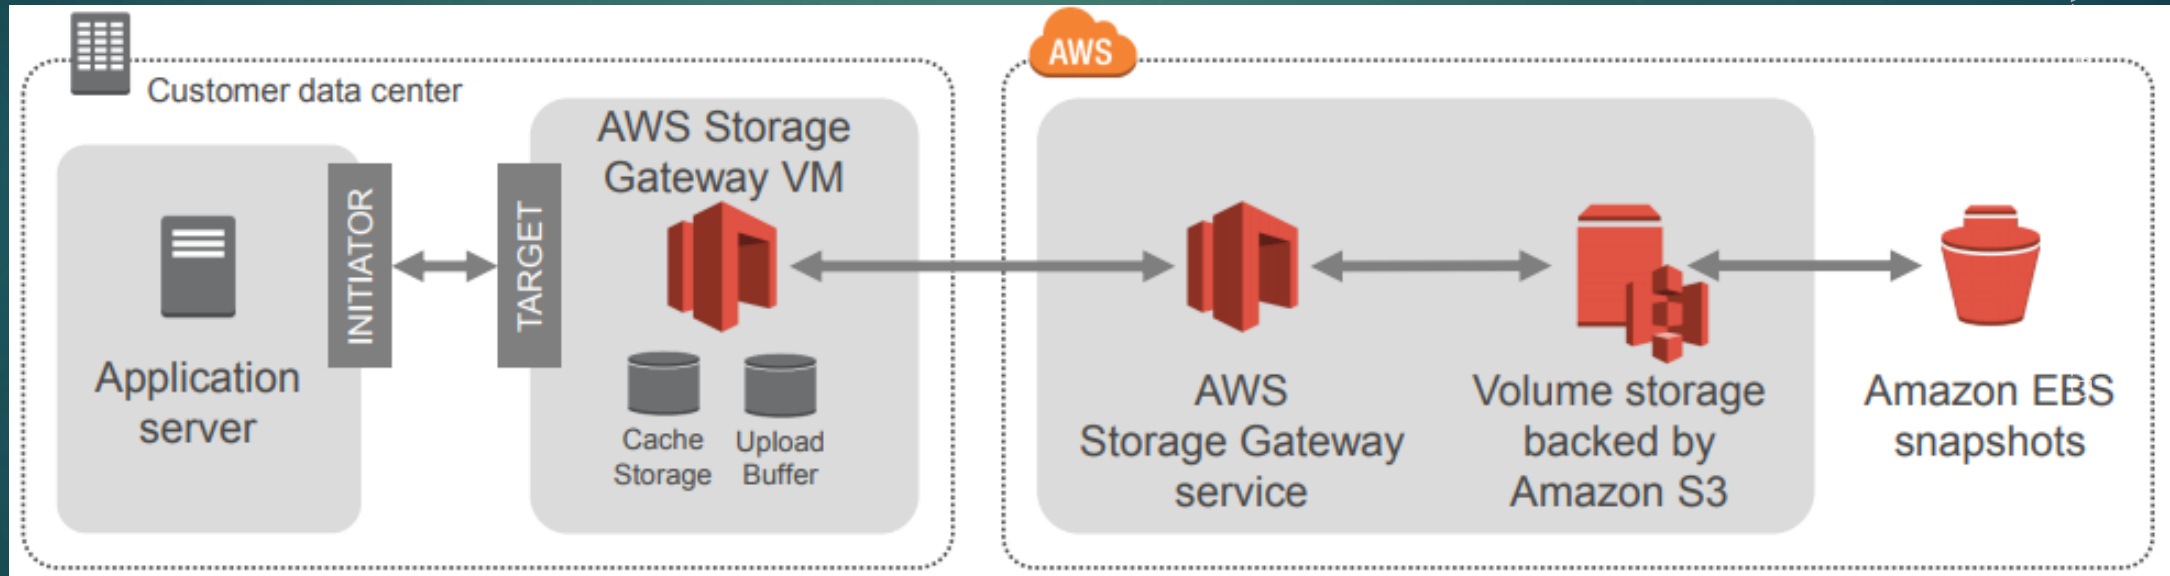 Customer data center
AWS
Application
server
INITIATOR
TARGET
AWS Storage
Gateway VM
Cache
Storage
Upload
Buffer
AWS
Storage Gateway
service
Volume storage
backed by
Amazon S3
Amazon EBS
snapshots